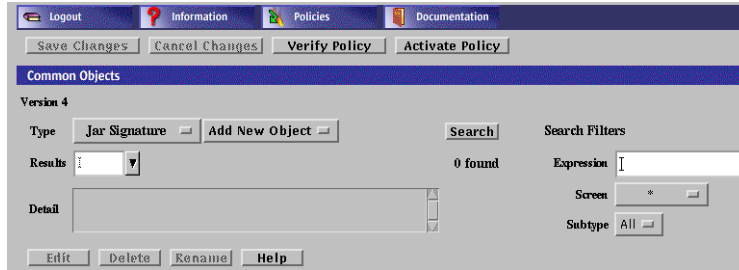 Logout Information Policies Documentation
Save Changes Cancel Changes Verify Policy Activate Policy
Common Objects
Version 4
Type Jar Signature Add New Object Search Search Filters
Results 0 found Expression
Screen *
Detail
Subtype All
Edit Delete Rename Help